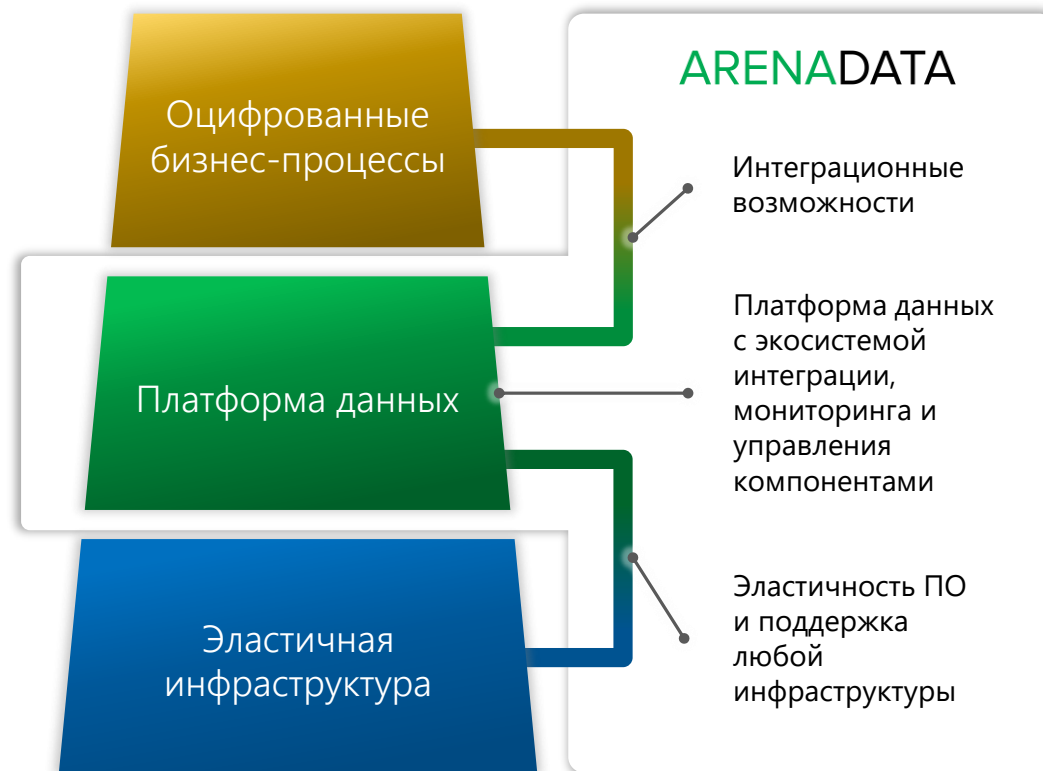 Оцифрованные
бизнес-процессы
Платформа данных
Эластичная
инфраструктура
ARENADATA
Интеграционные
возможности
Платформа данных
с экосистемой
интеграции,
мониторинга и
управления
компонентами
Эластичность ПО
и поддержка
любой
инфраструктуры